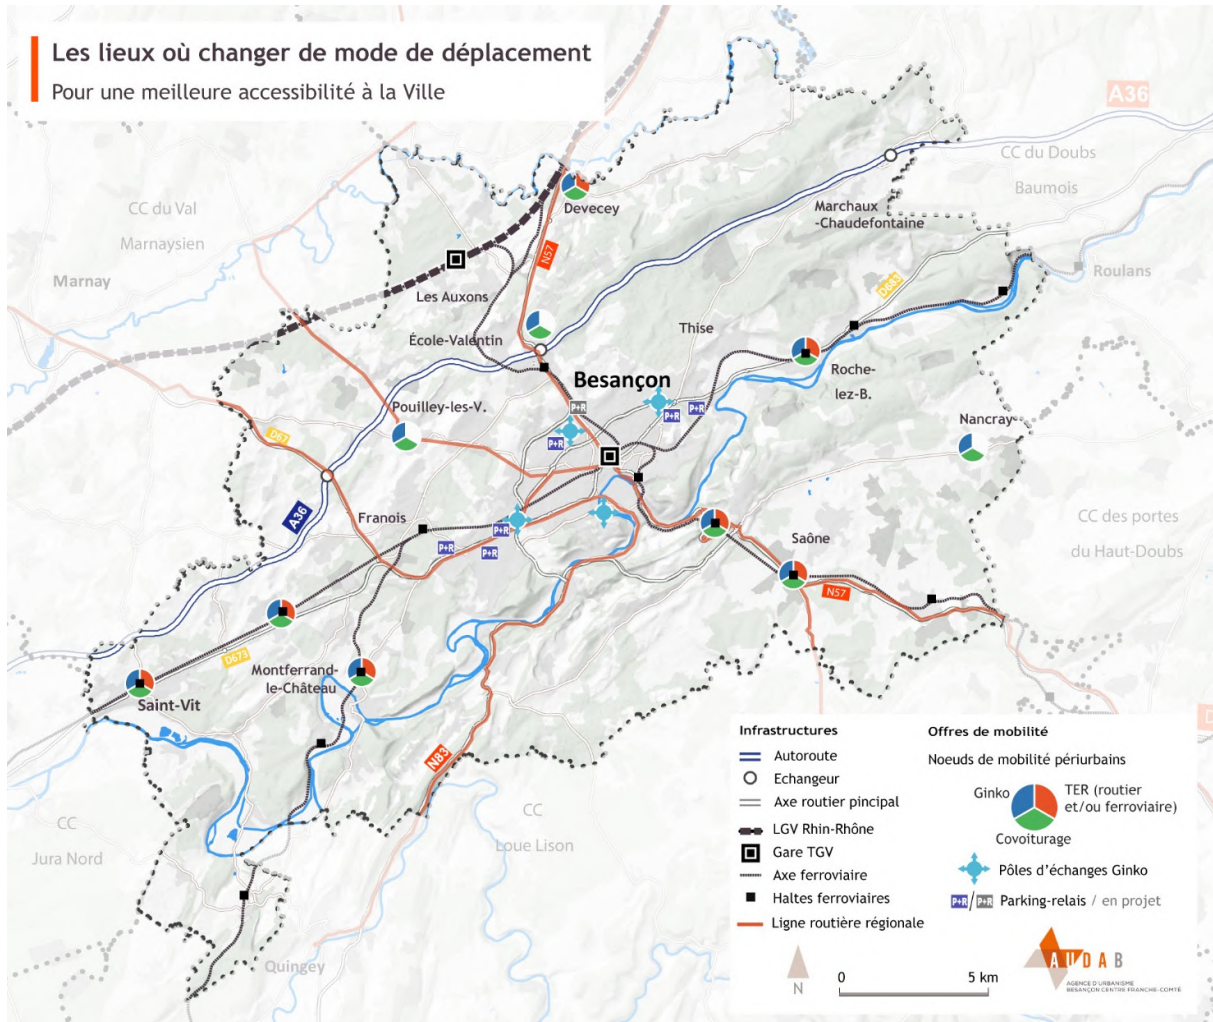 Les lieux où changer de mode de déplacement
Pour une meilleure accessibilité à la Ville
A36
CC du Doubs
Baumois
CC du Val
Marnaysien
Devecey
Marchaux
-Chaudefontaine
N57
Marnay
Roulans
D683
Les Auxons
Thise
École-Valentin
Besançon
Roche-
lez-B.
Pouilley-les-V.
P+R
P+R
P+R
Nancray
D67
P+R
A36
Franois
P+R
P+R
P+R
CC des portes
du Haut-Doubs
Saône
N57
D673
Montferrand-
le-Château
Saint-Vit
N83
D
CC
Jura Nord
CC
Loue Lison
Quingey
Infrastructures
Autoroute
Echangeur
Axe routier pincipal
LGV Rhin-Rhône
Gare TGV
Axe ferroviaire
Haltes ferroviaires
Ligne routière régionale
Offres de mobilité
Noeuds de mobilité périurbains
Ginko
TER (routier
et/ou ferroviaire)
Covoiturage
Pôles d'échanges Ginko
P+R / P+R Parking-relais / en projet
N
0 5 km
AUDAB
AGENCE D'URBANISME
BESANÇON CENTRE FRANCHE-COMTÉ